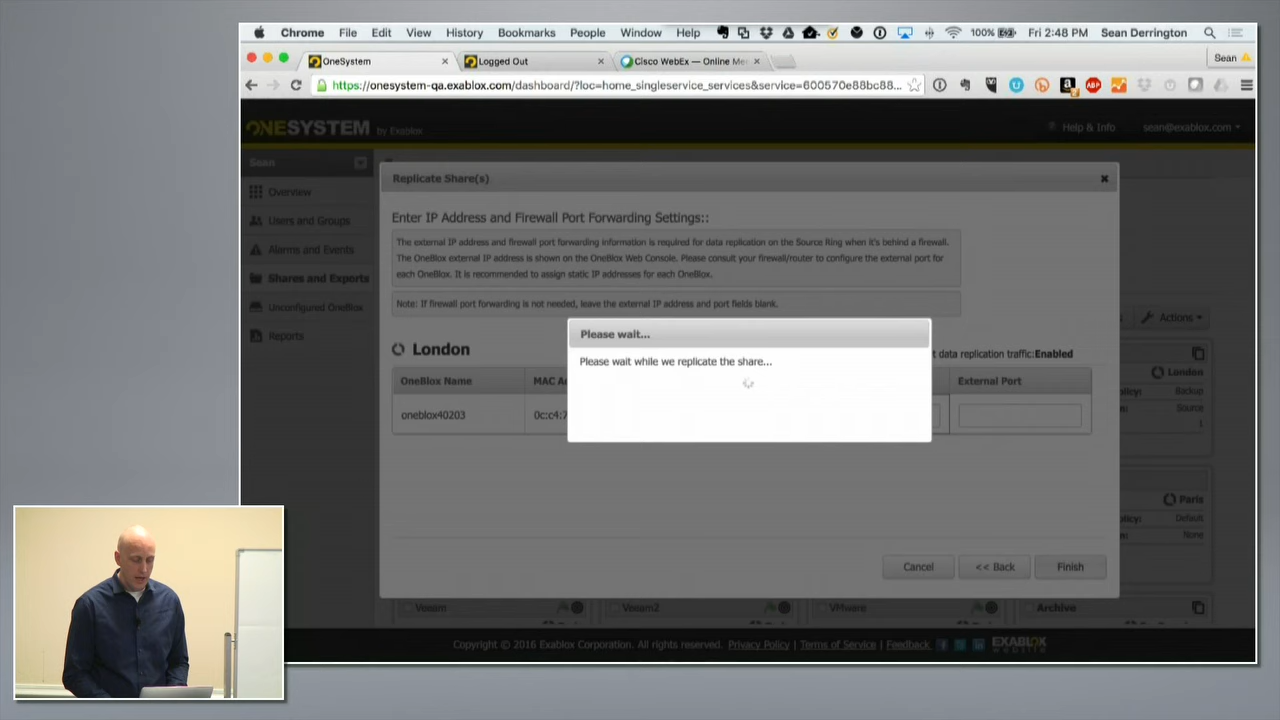 Chrome File Edit View History Bookmarks People Window Help 100% Fri 2:48 PM Sean Derrington
OneSystem × Logged Out × Cisco WebEx — Online Me × Sean
https://onesystem-qa.exablox.com/dashboard/?loc=home_singleservice_services&service=600570e88bc88...
ONESYSTEM by Exablox Help & Info sean@exablox.com
Sean
Overview
Users and Groups
Alarms and Events
Shares and Exports
Unconfigured OneBlox
Reports
Replicate Share(s)
Enter IP Address and Firewall Port Forwarding Settings::
The external IP address and firewall port forwarding information is required for data replication on the Source Ring when it's behind a firewall.
The OneBlox external IP address is shown on the OneBlox Web Console. Please consult your firewall/router to configure the external port for
each OneBlox. It is recommended to assign static IP addresses for each OneBlox.
Note: If firewall port forwarding is not needed, leave the external IP address and port fields blank.
Please wait...
Please wait while we replicate the share...
London
t data replication traffic:Enabled
OneBlox Name MAC A External Port
oneblox40203 0c:c4:7
Cancel << Back Finish
Actions
London
Backup
Source
1
Paris
Default
None
Veeam Veeam2 VMware Archive
Copyright © 2016 Exablox Corporation. All rights reserved. Privacy Policy | Terms of Service | Feedback EXABLOX